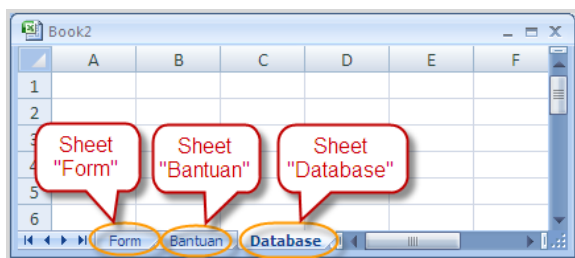 Book2
A B C D E F
1
2
3
Sheet "Form"
Sheet "Bantuan"
Sheet "Database"
4
5
6
Form Bantuan Database